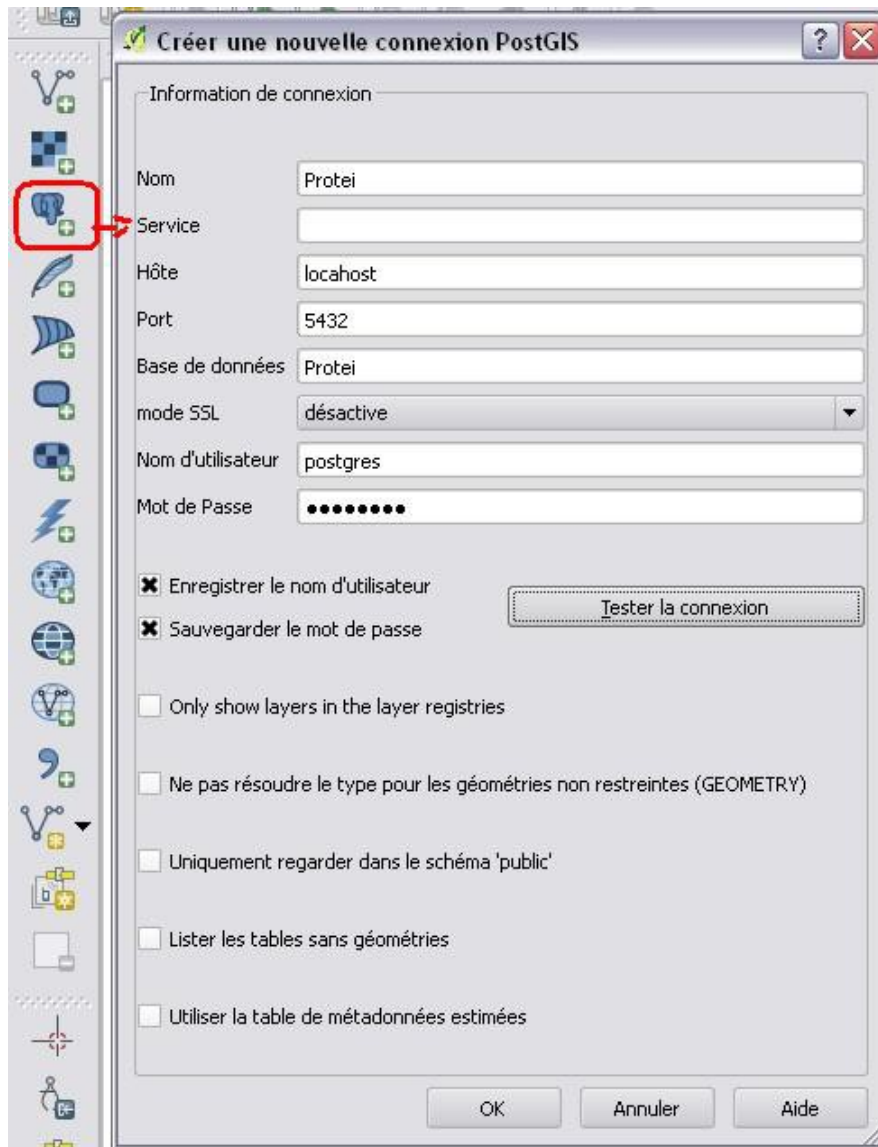 Créer une nouvelle connexion PostGIS
Information de connexion
Nom Protei
Service
Hôte locahost
Port 5432
Base de données Protei
mode SSL désactive
Nom d'utilisateur postgres
Mot de Passe ●●●●●●●●
Enregistrer le nom d'utilisateur
Tester la connexion
Sauvegarder le mot de passe
Only show layers in the layer registries
Ne pas résoudre le type pour les géométries non restreintes (GEOMETRY)
Uniquement regarder dans le schéma 'public'
Lister les tables sans géométries
Utiliser la table de métadonnées estimées
OK Annuler Aide